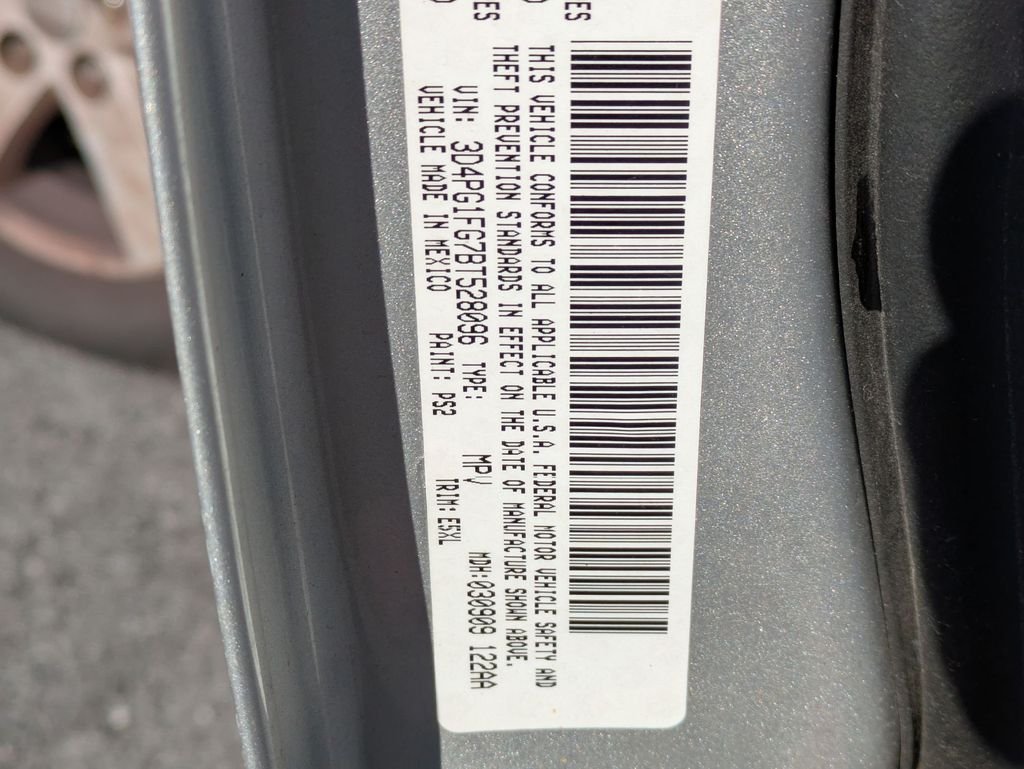 THIS VEHICLE CONFORMS TO ALL APPLICABLE U.S.A. FEDERAL MOTOR VEHICLE SAFETY AND
THEFT PREVENTION STANDARDS IN EFFECT ON THE DATE OF MANUFACTURE SHOWN ABOVE.
VIN: 3D4PG1FG7BT528096 TYPE: MPV MDH:030909 122AA
VEHICLE MADE IN MEXICO PAINT: PS2 TRIM: E5XL